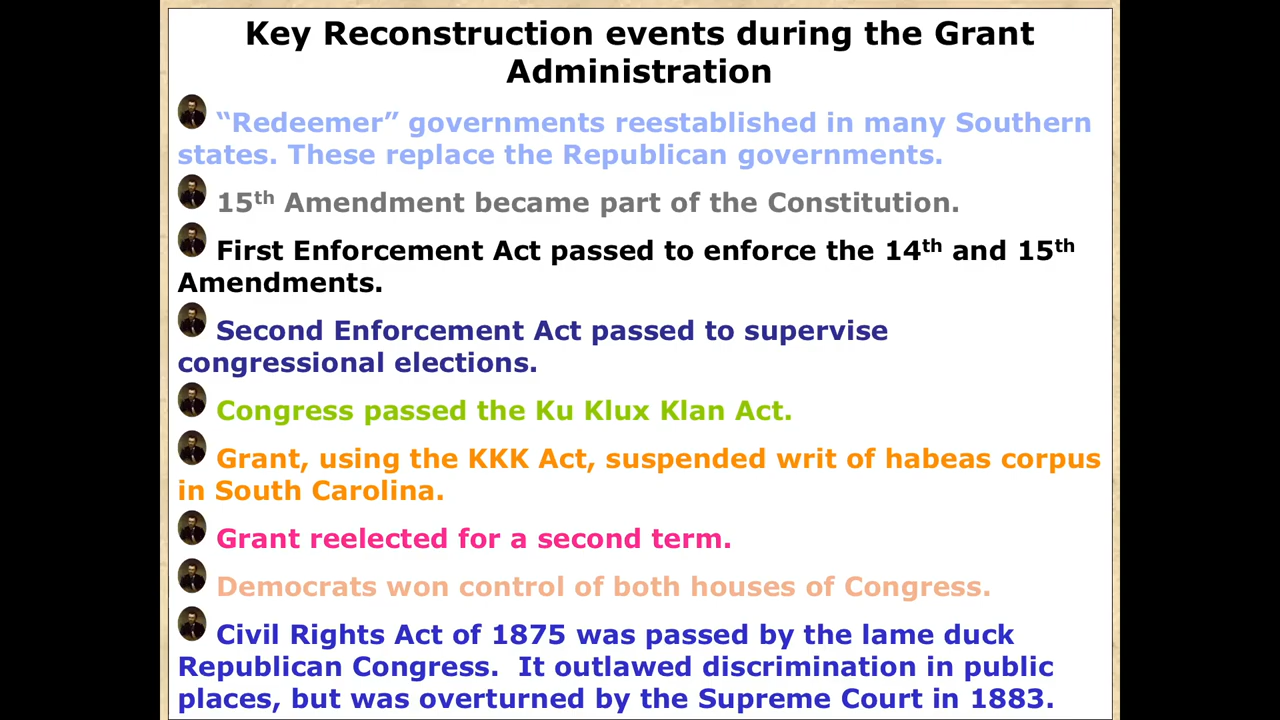 Key Reconstruction events during the Grant
Administration
“Redeemer” governments reestablished in many Southern
states. These replace the Republican governments.
15th Amendment became part of the Constitution.
First Enforcement Act passed to enforce the 14th and 15th
Amendments.
Second Enforcement Act passed to supervise
congressional elections.
Congress passed the Ku Klux Klan Act.
Grant, using the KKK Act, suspended writ of habeas corpus
in South Carolina.
Grant reelected for a second term.
Democrats won control of both houses of Congress.
Civil Rights Act of 1875 was passed by the lame duck
Republican Congress.  It outlawed discrimination in public
places, but was overturned by the Supreme Court in 1883.